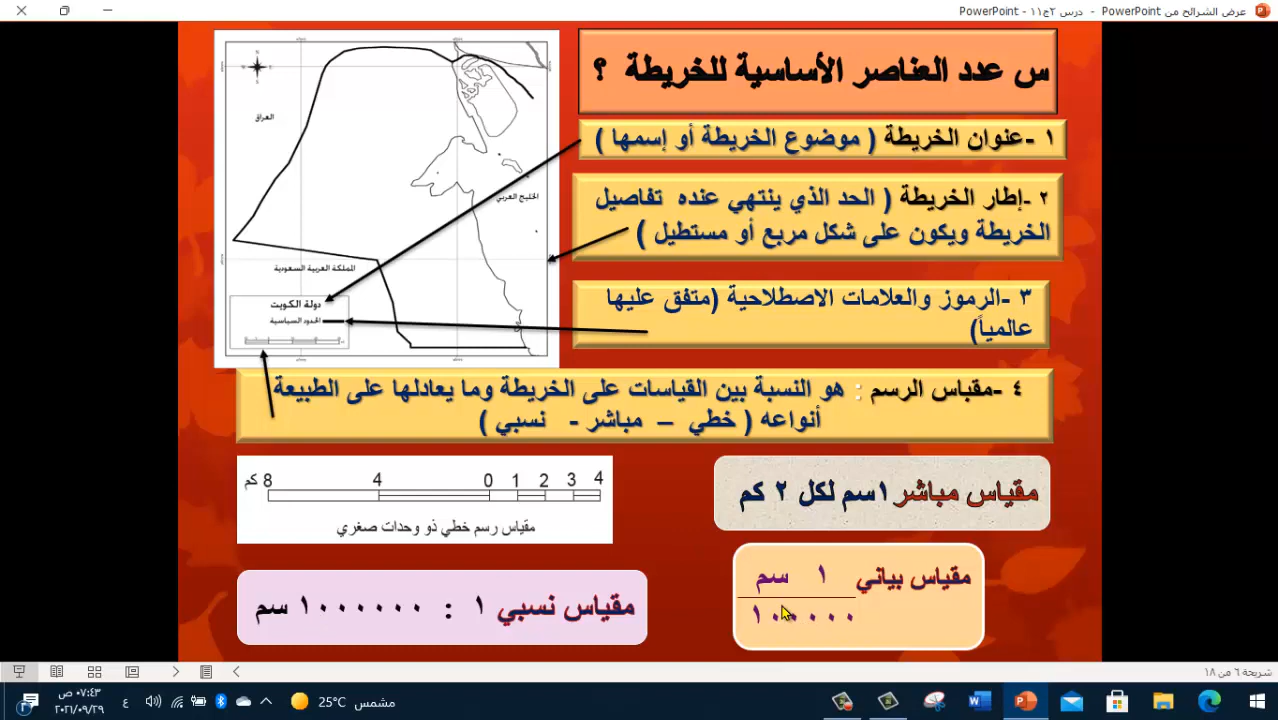 عرض الشرائح من PowerPoint - درس ٢ج١١ - PowerPoint
س عدد العناصر الأساسية للخريطة ؟
١ -عنوان الخريطة ( موضوع الخريطة أو إسمها )
٢ -إطار الخريطة ( الحد الذي ينتهي عنده تفاصيل
الخريطة ويكون على شكل مربع أو مستطيل )
٣ -الرموز والعلامات الاصطلاحية (متفق عليها
عالمياً)
العراق
الخليج العربي
المملكة العربية السعودية
دولة الكويت
الحدود السياسية
٤ -مقباس الرسم : هو النسبة بين القياسات على الخريطة وما يعادلها على الطبيعة
أنواعه ( خطي – مباشر - نسبي )
8 4 0 1 2 3 4 كم
مقياس رسم خطي ذو وحدات صغري
مقياس مباشر ١سم لكل ٢ كم
مقياس بياني ١ سم
١٠٠٠٠٠
مقياس نسبي ١ : ١٠٠٠٠٠٠ سم
شريحة ٦ من ١٨
٠٧:٤٣ ص
٢٠٢١/٠٩/٢٩
ع
25°C مشمس